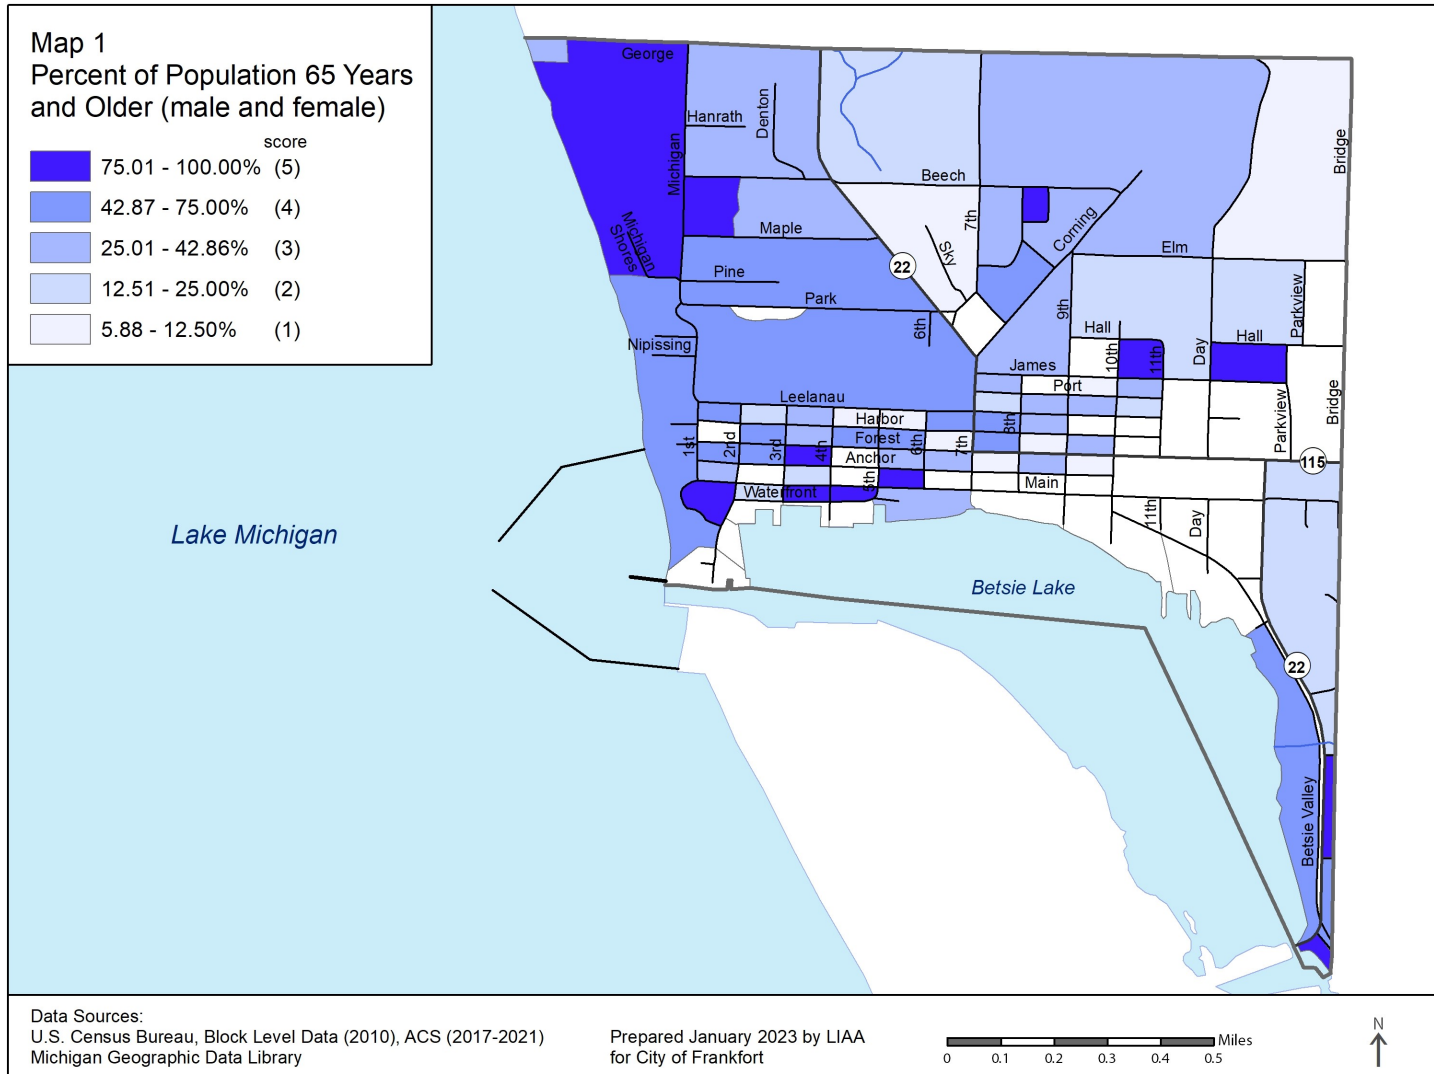 Map 1
Percent of Population 65 Years
and Older (male and female)
score
75.01 - 100.00% (5)
42.87 - 75.00% (4)
25.01 - 42.86% (3)
12.51 - 25.00% (2)
5.88 - 12.50% (1)
George
Hanrath
Denton
Michigan
Bridge
Beech
7th
Corning
Michigan
Shores
Maple
Sky
Elm
22
Pine
Park
9th
Parkview
6th
Hall
Hall
Nipissing
10th
11th
Day
James
Port
Leelanau
Parkview
Bridge
Harbor
8th
Forest
1st
2nd
3rd
4th
6th
7th
Anchor
115
5th
Main
Waterfront
11th
Day
Lake Michigan
Betsie Lake
22
Betsie Valley
Data Sources:
U.S. Census Bureau, Block Level Data (2010), ACS (2017-2021)
Michigan Geographic Data Library
Prepared January 2023 by LIAA
for City of Frankfort
Miles
0 0.1 0.2 0.3 0.4 0.5
N